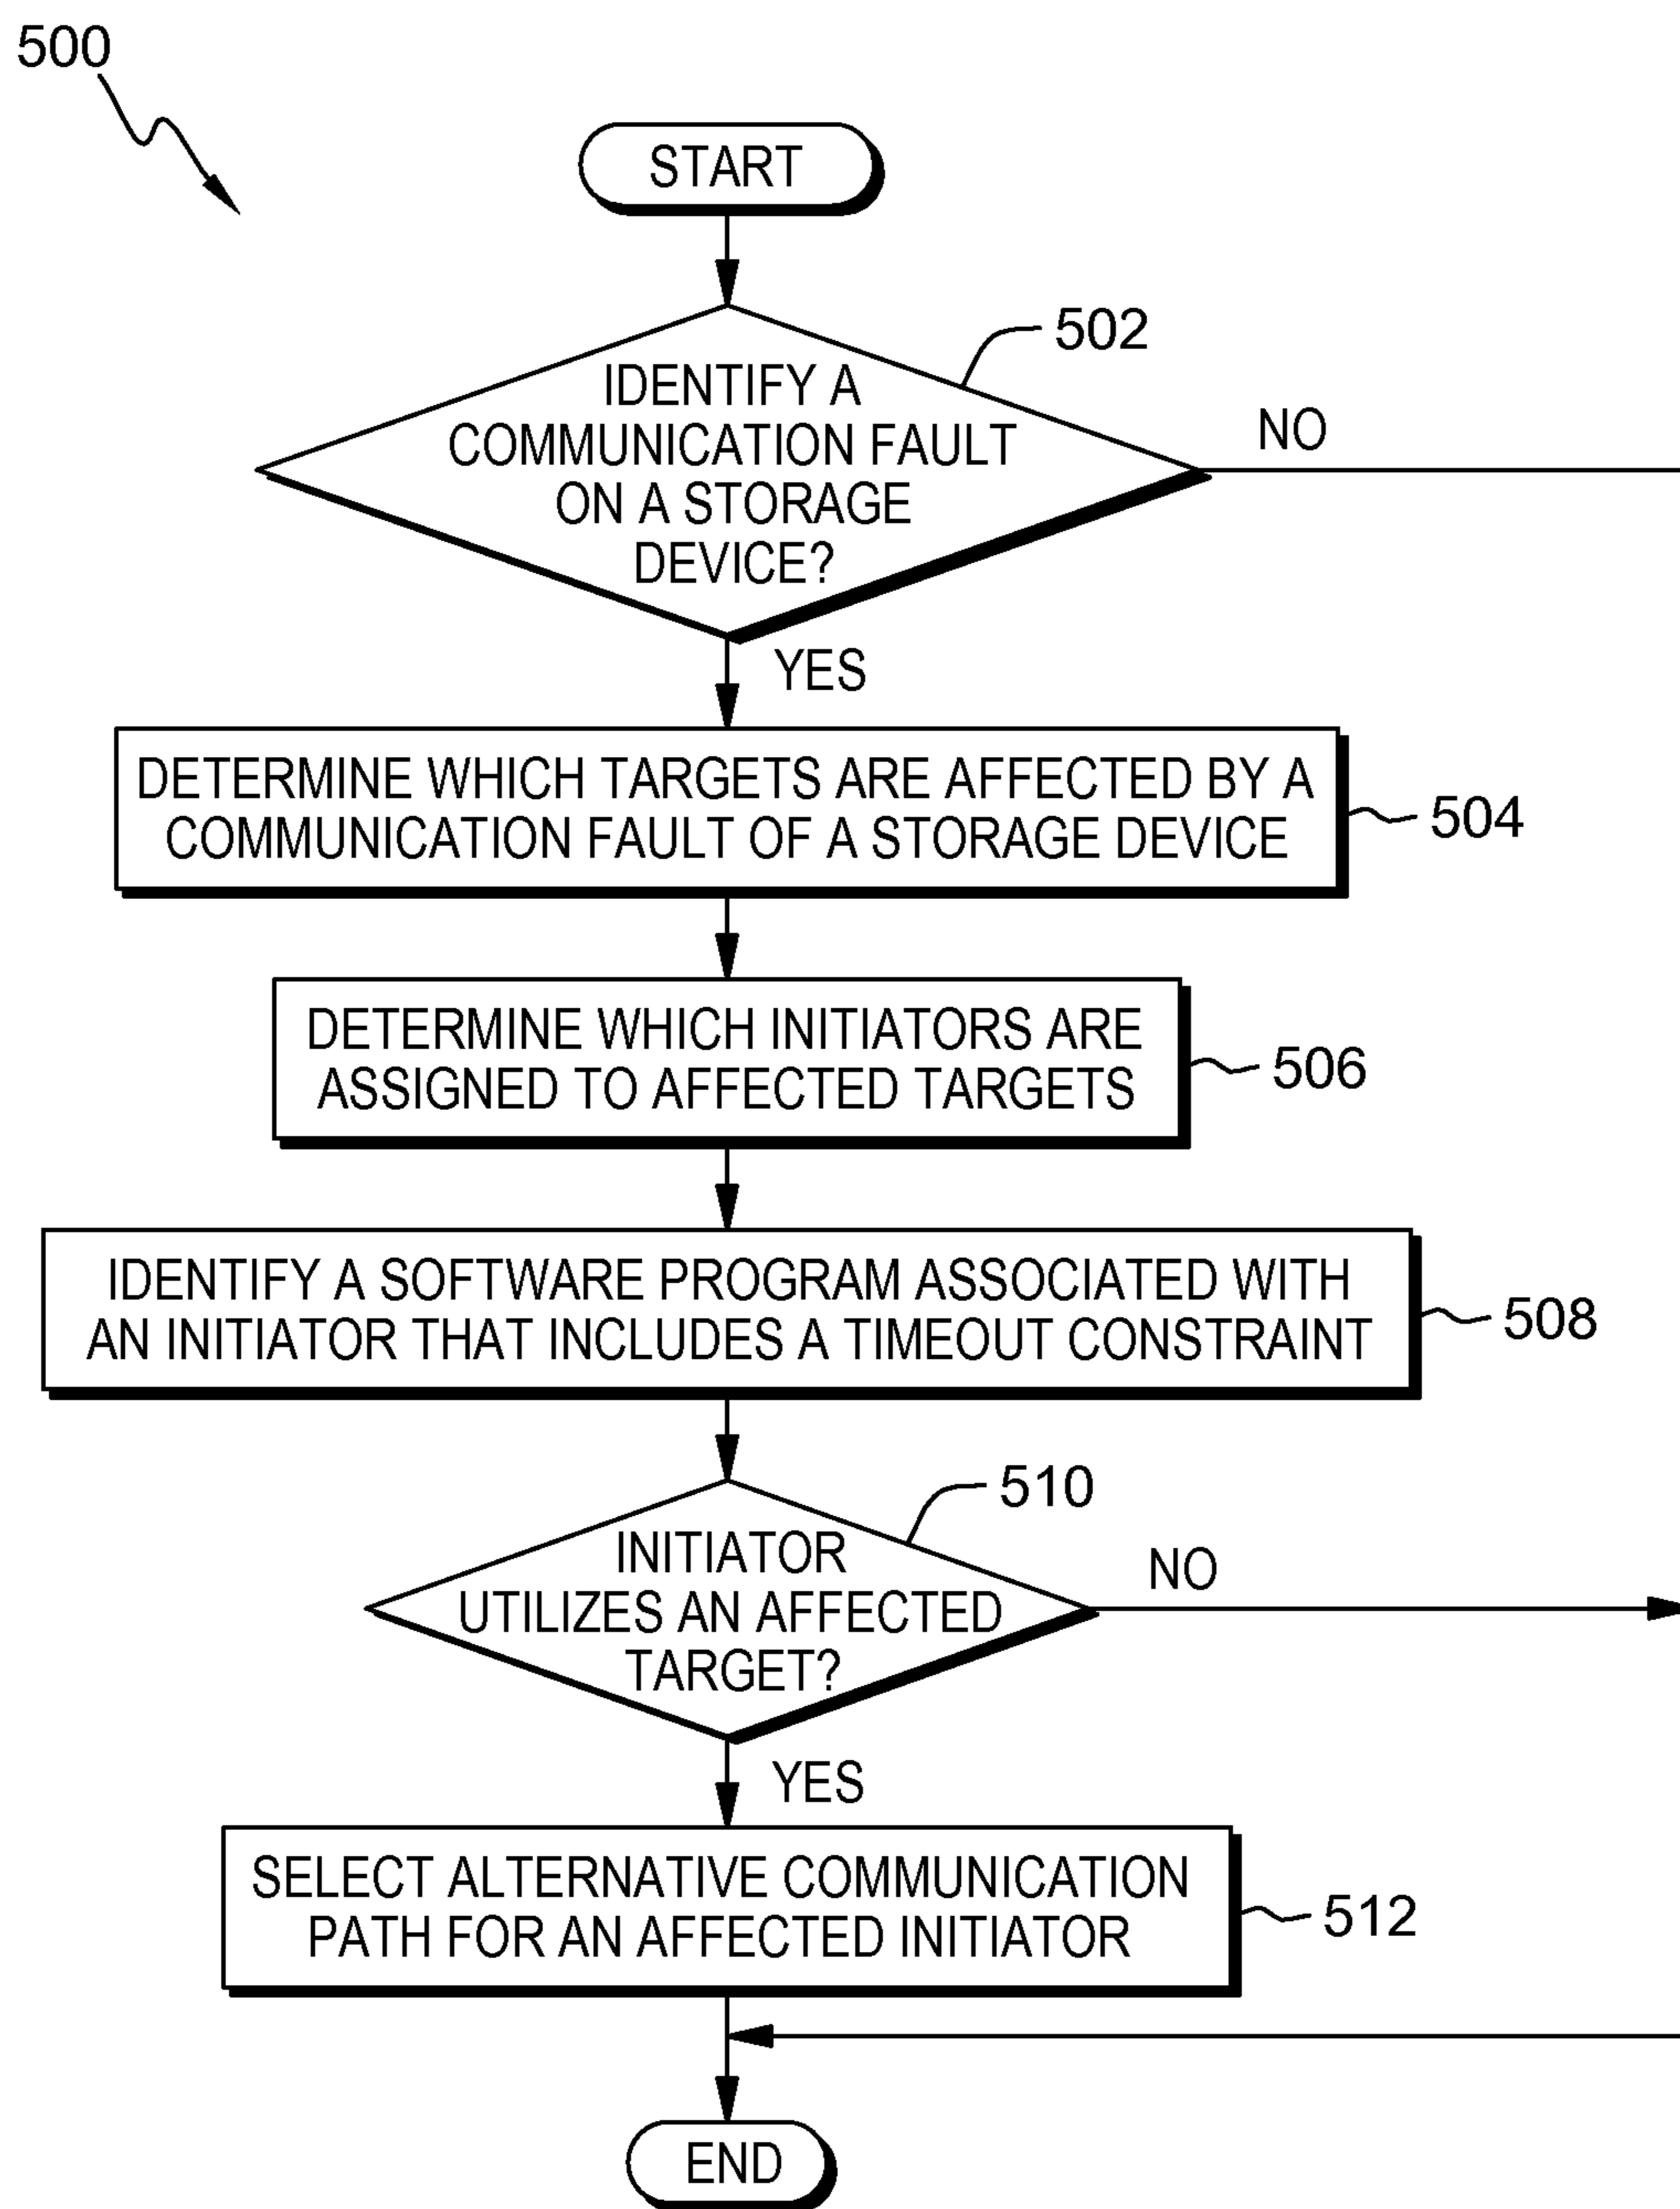 500
START
502
IDENTIFY A
COMMUNICATION FAULT
ON A STORAGE
DEVICE?
NO
YES
DETERMINE WHICH TARGETS ARE AFFECTED BY A
COMMUNICATION FAULT OF A STORAGE DEVICE
504
DETERMINE WHICH INITIATORS ARE
ASSIGNED TO AFFECTED TARGETS
506
IDENTIFY A SOFTWARE PROGRAM ASSOCIATED WITH
AN INITIATOR THAT INCLUDES A TIMEOUT CONSTRAINT
508
510
INITIATOR
UTILIZES AN AFFECTED
TARGET?
NO
YES
SELECT ALTERNATIVE COMMUNICATION
PATH FOR AN AFFECTED INITIATOR
512
END